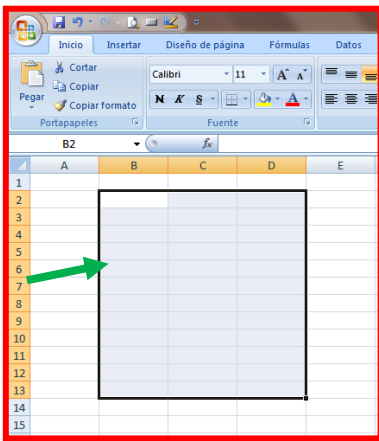 Inicio Insertar Diseño de página Fórmulas Datos
Cortar
Copiar
Copiar formato
Pegar
Portapapeles
Calibri 11 A A
N K S A
Fuente
B2 fx
A B C D E
1
2
3
4
5
6
7
8
9
10
11
12
13
14
15